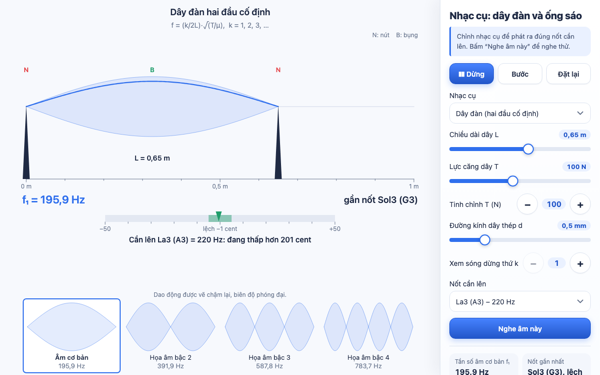 Dây đàn hai đầu cố định
f = (k/2L)·√(T/μ), k = 1, 2, 3, …
N: nút B: bụng
N
B
N
L = 0,65 m
0 m
0,5 m
1 m
f₁ = 195,9 Hz
gần nốt Sol3 (G3)
−50
lệch −1 cent
+50
Cần lên La3 (A3) = 220 Hz: đang thấp hơn 201 cent
Dao động được vẽ chậm lại, biên độ phóng đại.
Âm cơ bản
195,9 Hz
Họa âm bậc 2
391,9 Hz
Họa âm bậc 3
587,8 Hz
Họa âm bậc 4
783,7 Hz
Nhạc cụ: dây đàn và ống sáo
Chỉnh nhạc cụ để phát ra đúng nốt cần
lên. Bấm “Nghe âm này” để nghe thử.
Dừng
Bước
Đặt lại
Nhạc cụ
Dây đàn (hai đầu cố định)
Chiều dài dây L
0,65 m
Lực căng dây T
100 N
Tinh chỉnh T (N)
−
100
+
Đường kính dây thép d
0,5 mm
Xem sóng dừng thứ k
−
1
+
Nốt cần lên
La3 (A3) – 220 Hz
Nghe âm này
Tần số âm cơ bản f₁
195,9 Hz
Nốt gần nhất
Sol3 (G3), lệch